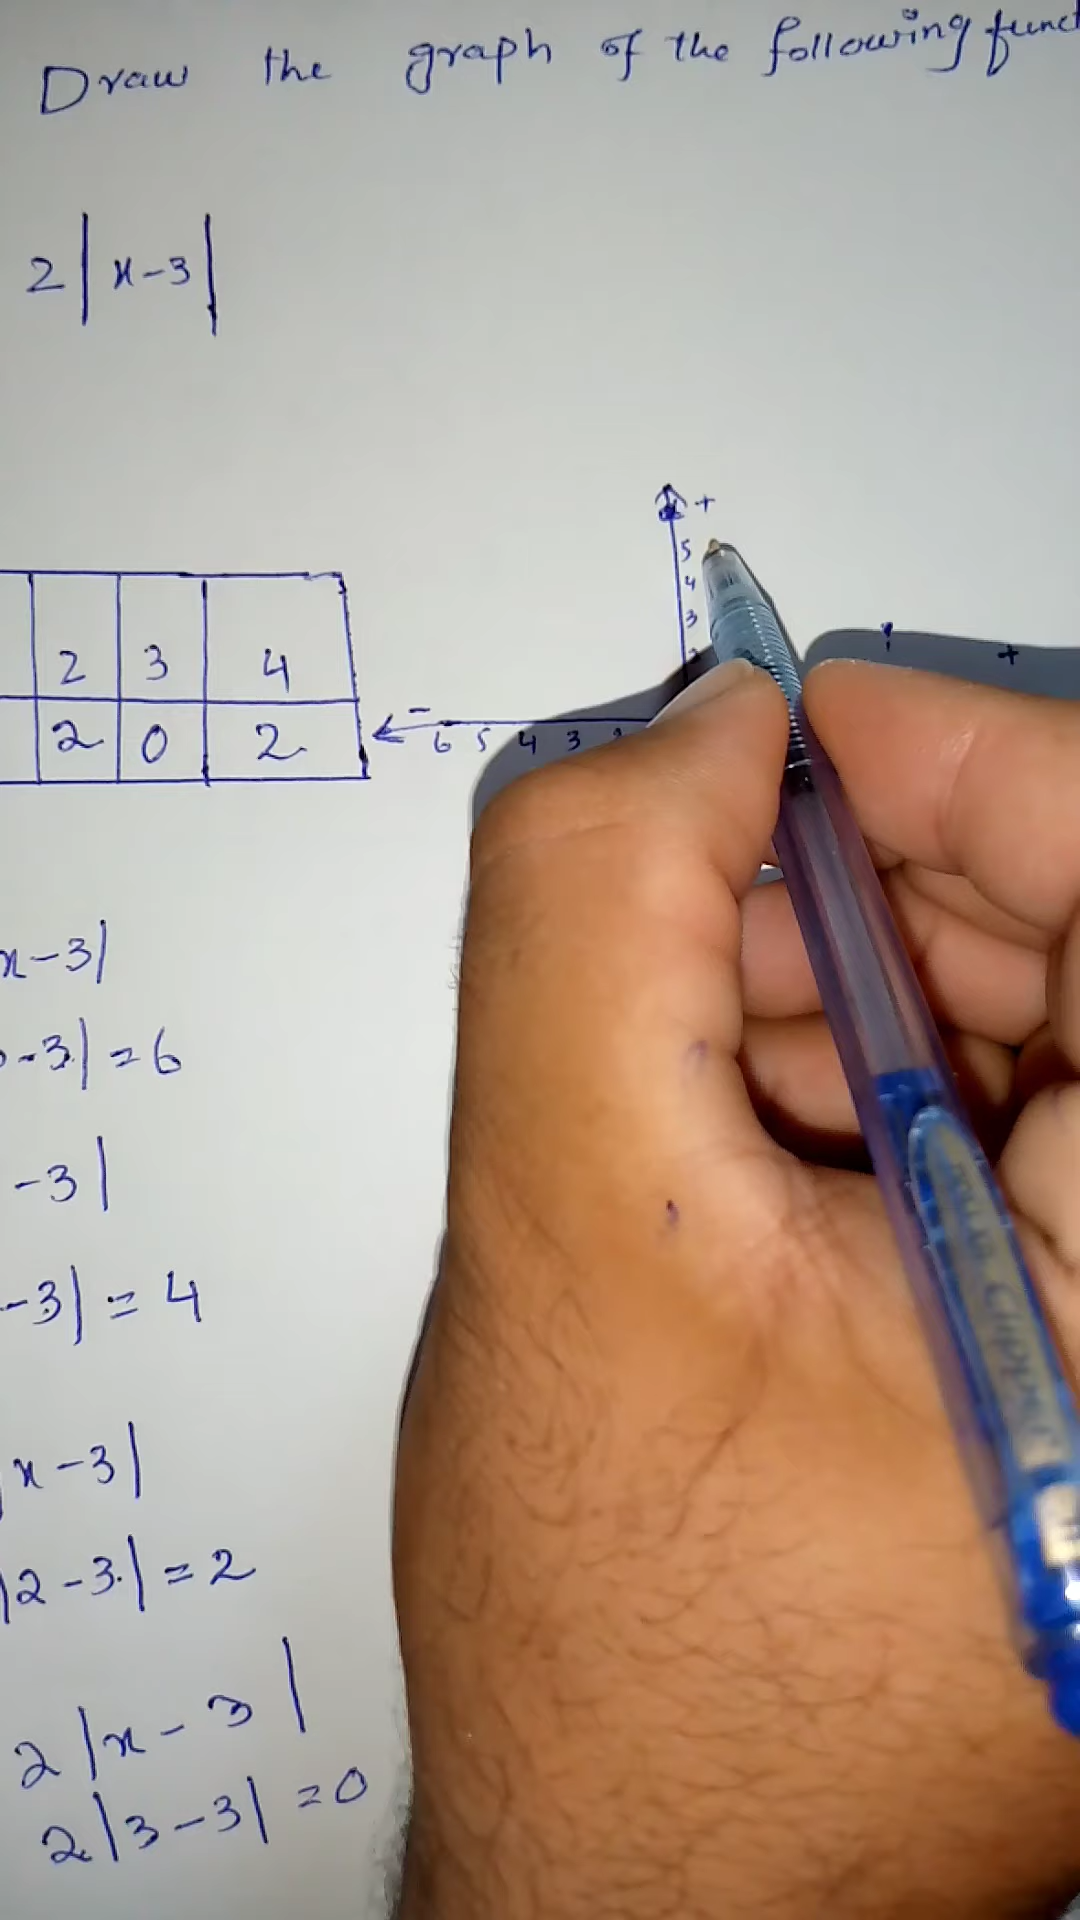 Draw the graph of the following funct
2|x-3|
+
5
4
3
+
2 3 4
2 0 2
-
6 5 4 3
x-3|
-3|=6
-3|
-3|=4
x-3|
|2-3|=2
2|x-3|
2|3-3|=0